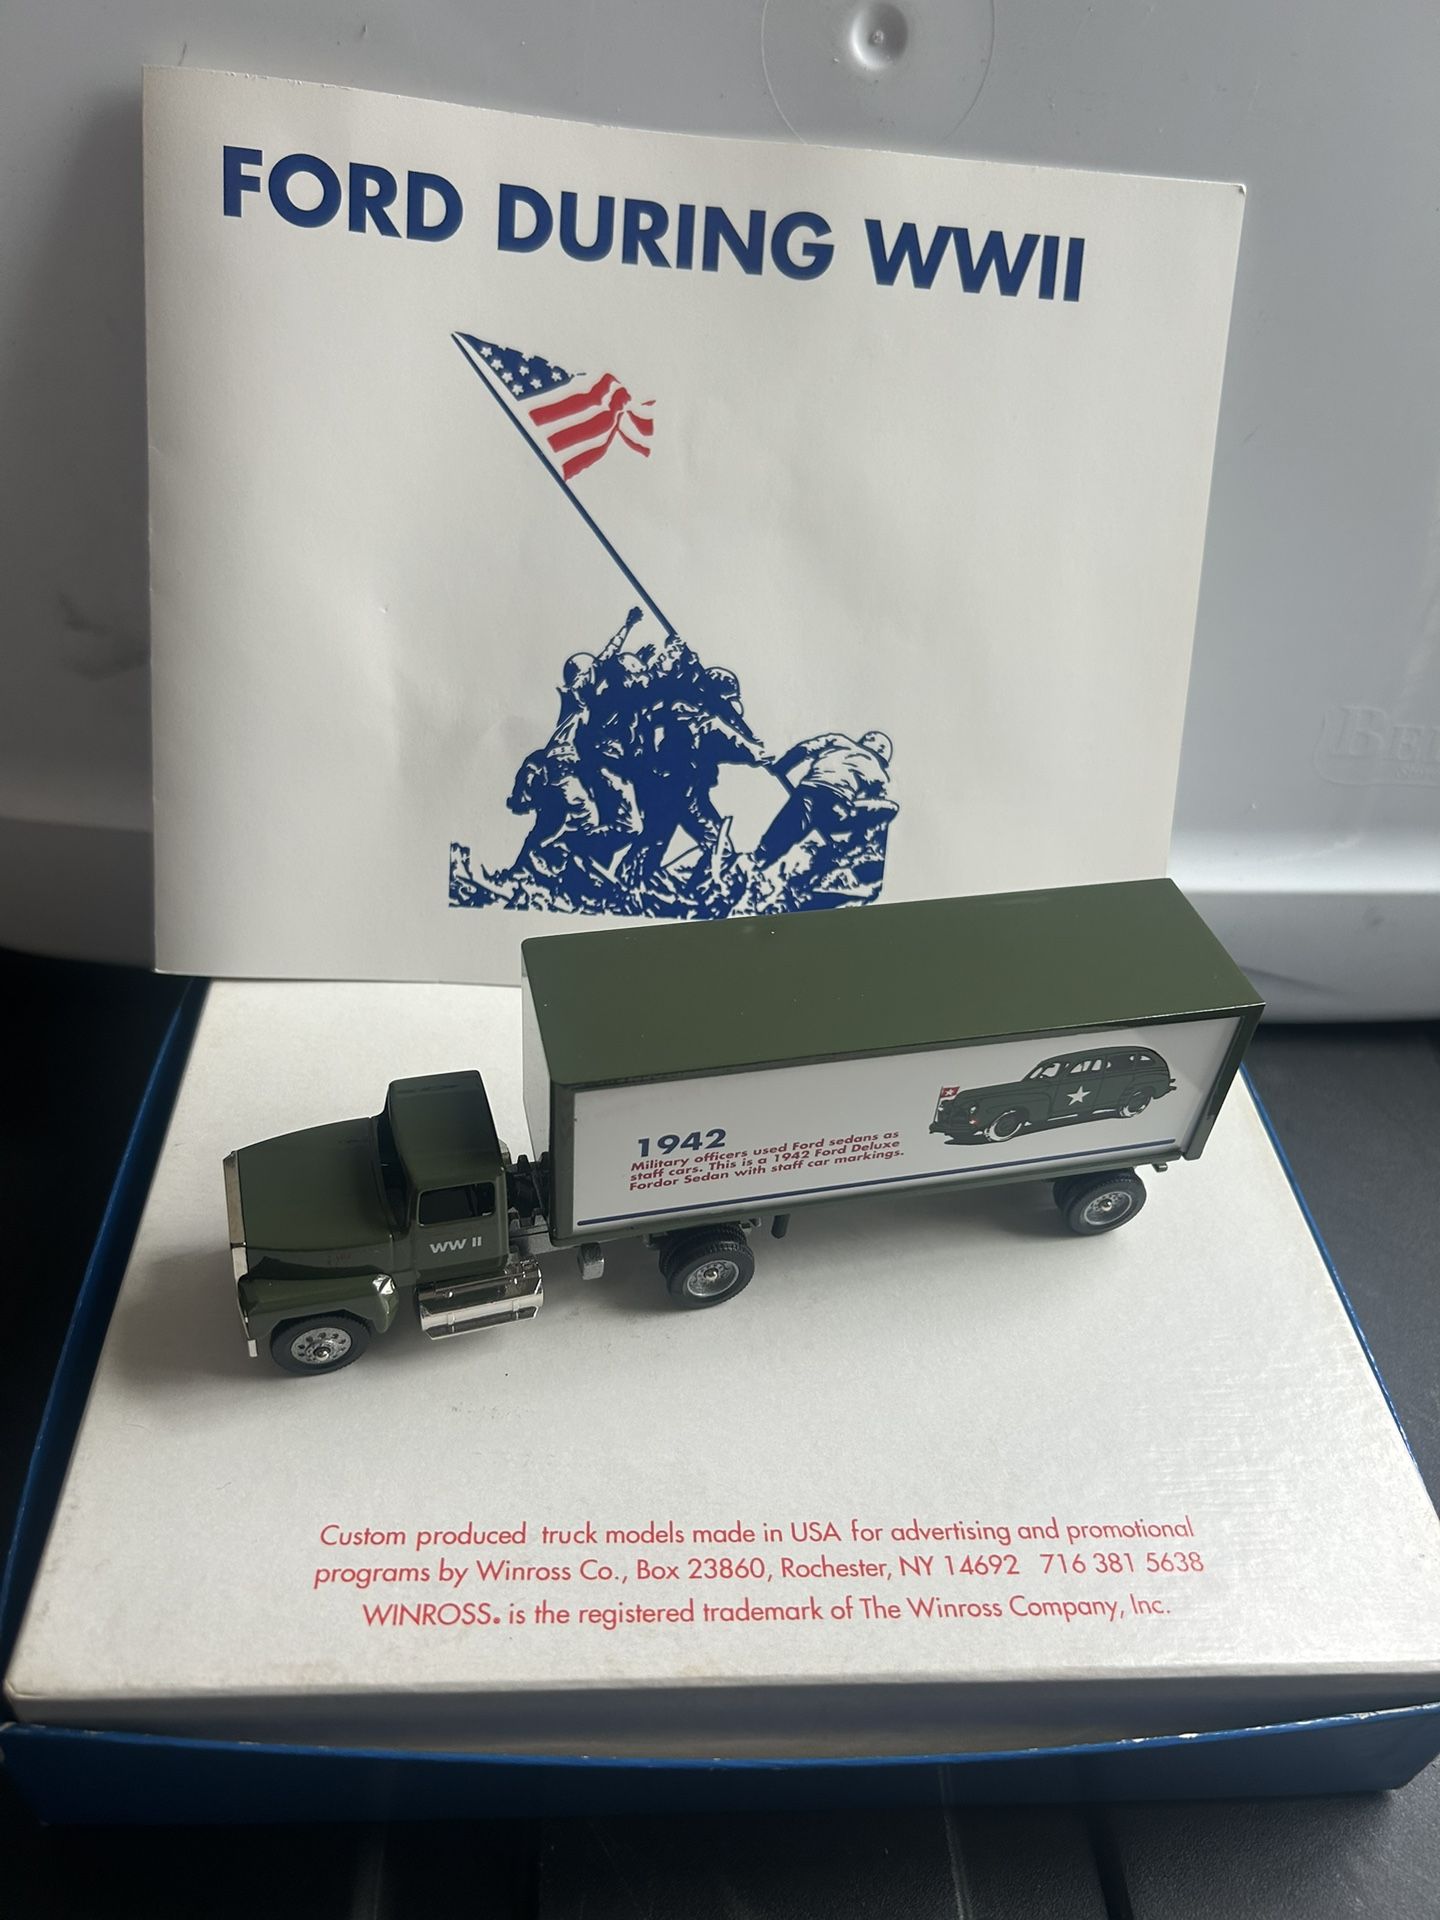 FORD DURING WWII
1942
Military officers used Ford sedans as
staff cars. This is a 1942 Ford Deluxe
Fordor Sedan with staff car markings.
WW II
Custom produced truck models made in USA for advertising and promotional
programs by Winross Co., Box 23860, Rochester, NY 14692 716 381 5638
WINROSS® is the registered trademark of The Winross Company, Inc.